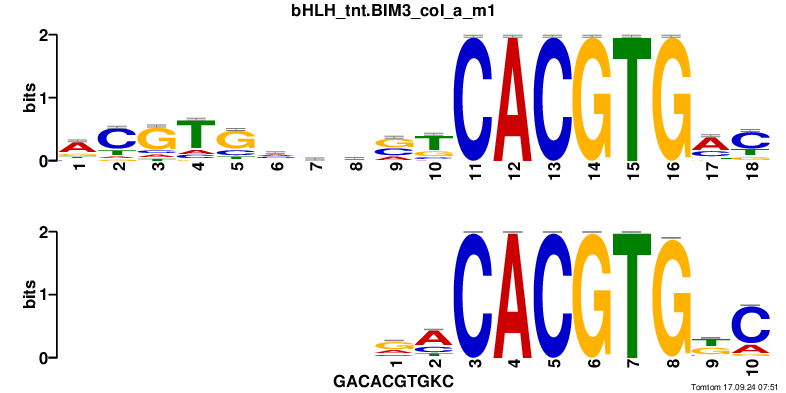 bHLH_tnt.BIM3_col_a_m1
bits
2
1
0
CACGTG
1 2 3 4 5 6 7 8 9 10 11 12 13 14 15 16 17 18
bits
2
1
0
GACACGTGTC
1 2 3 4 5 6 7 8 9 10
GACACGTGKC
Tomtom 17.09.24 07:51